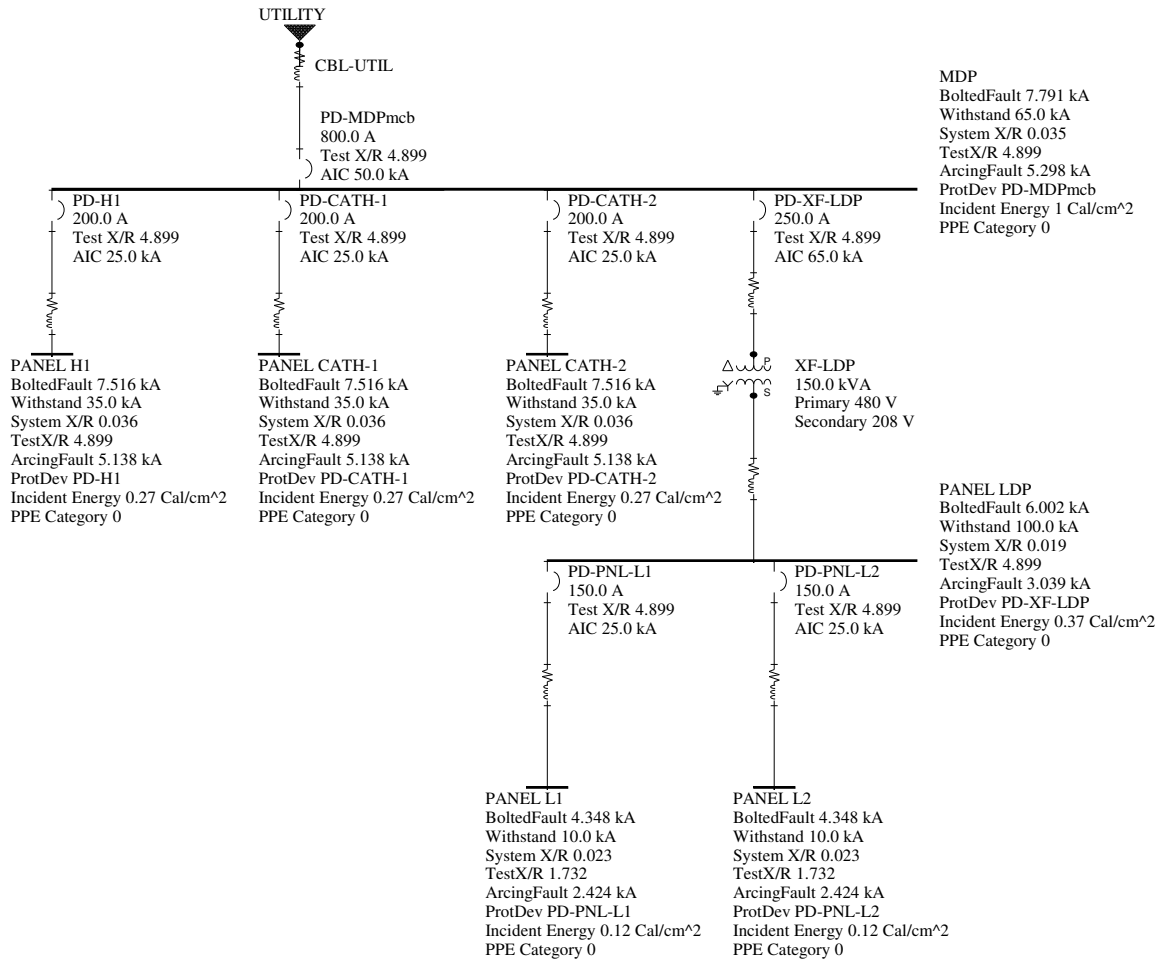 UTILITY
CBL-UTIL
PD-MDPmcb
800.0 A
Test X/R 4.899
AIC 50.0 kA
MDP
BoltedFault 7.791 kA
Withstand 65.0 kA
System X/R 0.035
TestX/R 4.899
ArcingFault 5.298 kA
ProtDev PD-MDPmcb
Incident Energy 1 Cal/cm^2
PPE Category 0
PD-H1
200.0 A
Test X/R 4.899
AIC 25.0 kA
PD-CATH-1
200.0 A
Test X/R 4.899
AIC 25.0 kA
PD-CATH-2
200.0 A
Test X/R 4.899
AIC 25.0 kA
PD-XF-LDP
250.0 A
Test X/R 4.899
AIC 65.0 kA
PANEL H1
BoltedFault 7.516 kA
Withstand 35.0 kA
System X/R 0.036
TestX/R 4.899
ArcingFault 5.138 kA
ProtDev PD-H1
Incident Energy 0.27 Cal/cm^2
PPE Category 0
PANEL CATH-1
BoltedFault 7.516 kA
Withstand 35.0 kA
System X/R 0.036
TestX/R 4.899
ArcingFault 5.138 kA
ProtDev PD-CATH-1
Incident Energy 0.27 Cal/cm^2
PPE Category 0
PANEL CATH-2
BoltedFault 7.516 kA
Withstand 35.0 kA
System X/R 0.036
TestX/R 4.899
ArcingFault 5.138 kA
ProtDev PD-CATH-2
Incident Energy 0.27 Cal/cm^2
PPE Category 0
P
S
XF-LDP
150.0 kVA
Primary 480 V
Secondary 208 V
PANEL LDP
BoltedFault 6.002 kA
Withstand 100.0 kA
System X/R 0.019
TestX/R 4.899
ArcingFault 3.039 kA
ProtDev PD-XF-LDP
Incident Energy 0.37 Cal/cm^2
PPE Category 0
PD-PNL-L1
150.0 A
Test X/R 4.899
AIC 25.0 kA
PD-PNL-L2
150.0 A
Test X/R 4.899
AIC 25.0 kA
PANEL L1
BoltedFault 4.348 kA
Withstand 10.0 kA
System X/R 0.023
TestX/R 1.732
ArcingFault 2.424 kA
ProtDev PD-PNL-L1
Incident Energy 0.12 Cal/cm^2
PPE Category 0
PANEL L2
BoltedFault 4.348 kA
Withstand 10.0 kA
System X/R 0.023
TestX/R 1.732
ArcingFault 2.424 kA
ProtDev PD-PNL-L2
Incident Energy 0.12 Cal/cm^2
PPE Category 0